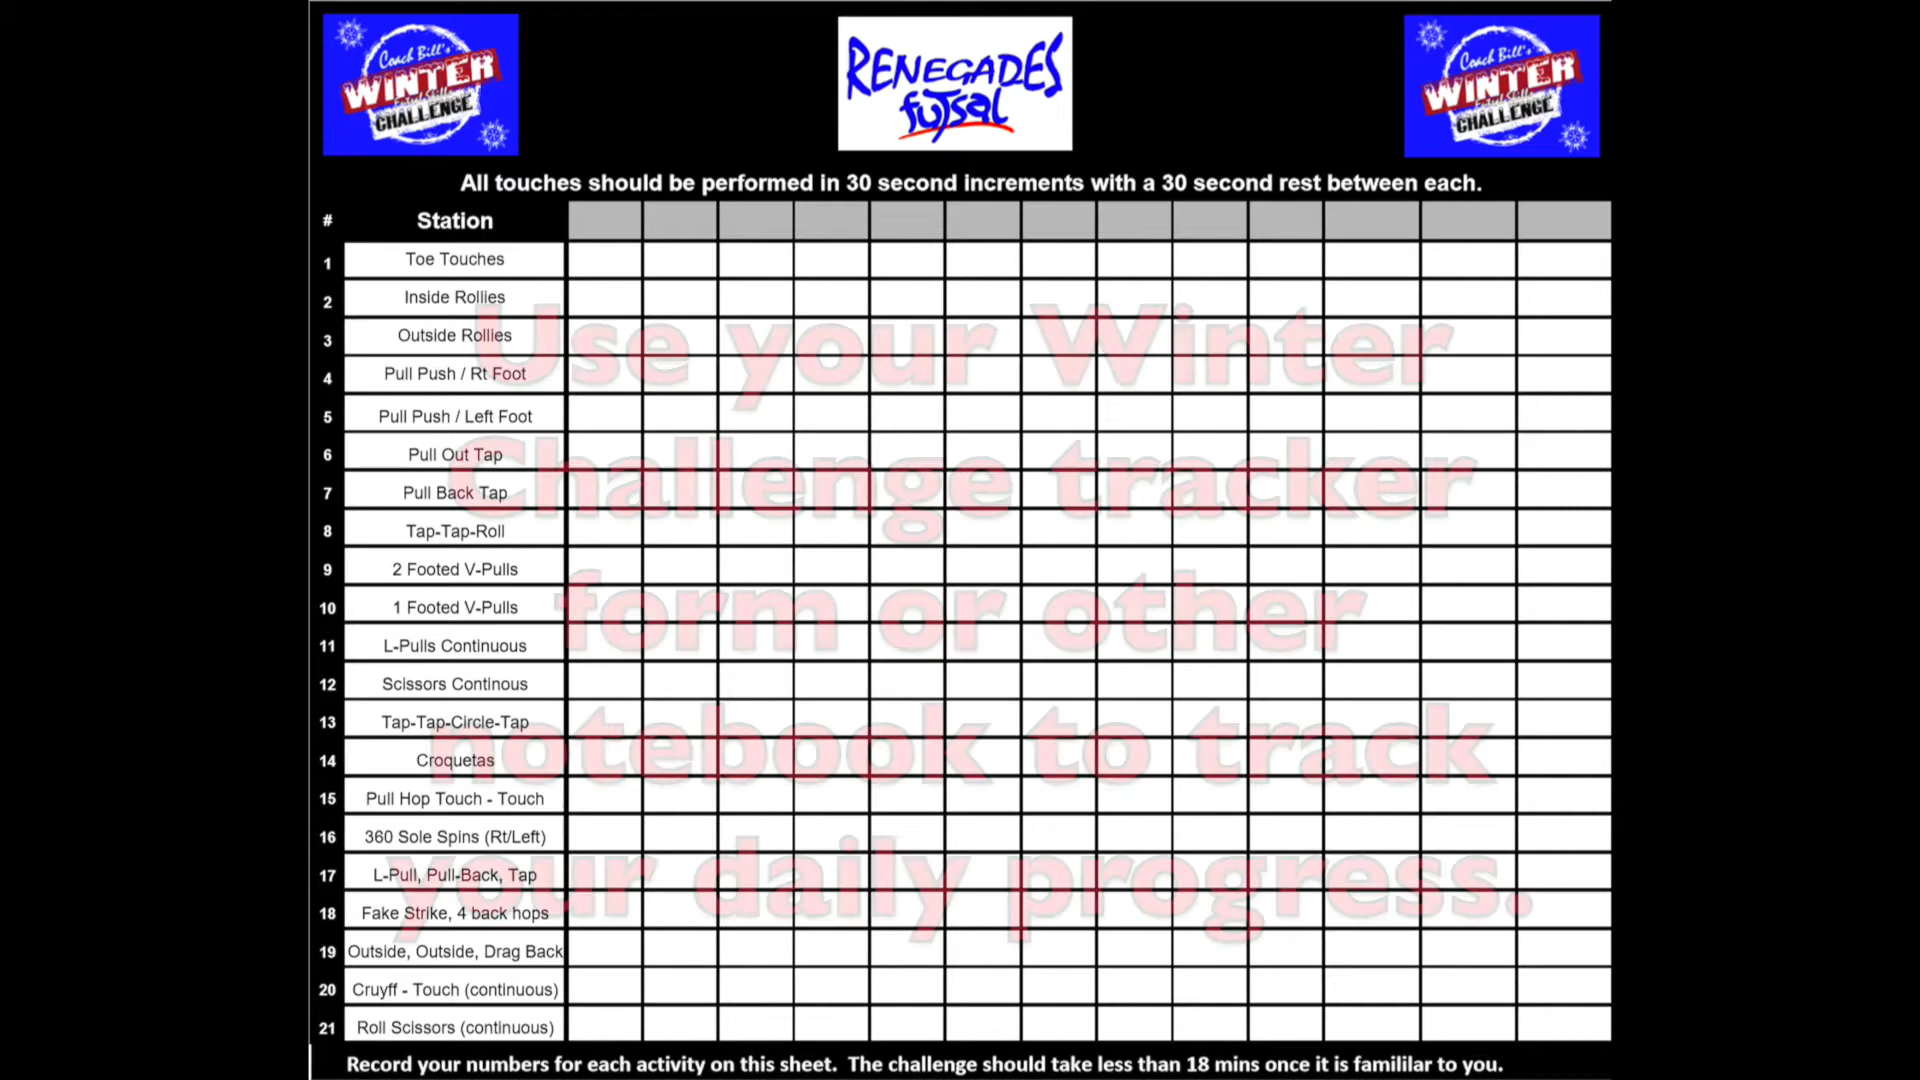 Coach Bill's
WINTER
Futsal Skills
CHALLENGE
RENEGADES
futsal
Coach Bill's
WINTER
Futsal Skills
CHALLENGE
All touches should be performed in 30 second increments with a 30 second rest between each.
# Station
1 Toe Touches
2 Inside Rollies
3 Outside Rollies
4 Pull Push / Rt Foot
5 Pull Push / Left Foot
6 Pull Out Tap
7 Pull Back Tap
8 Tap-Tap-Roll
9 2 Footed V-Pulls
10 1 Footed V-Pulls
11 L-Pulls Continuous
12 Scissors Continous
13 Tap-Tap-Circle-Tap
14 Croquetas
15 Pull Hop Touch - Touch
16 360 Sole Spins (Rt/Left)
17 L-Pull, Pull-Back, Tap
18 Fake Strike, 4 back hops
19 Outside, Outside, Drag Back
20 Cruyff - Touch (continuous)
21 Roll Scissors (continuous)
Use your Winter
Challenge tracker
form or other
notebook to track
your daily progress.
Record your numbers for each activity on this sheet. The challenge should take less than 18 mins once it is famililar to you.